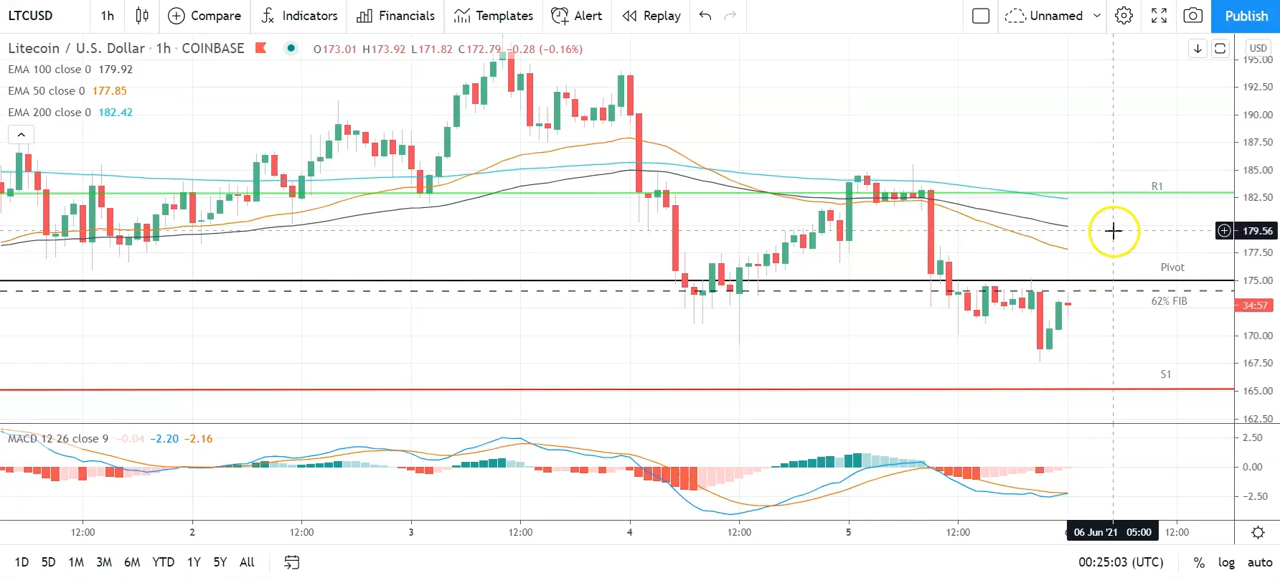 LTCUSD 1h Compare Indicators Financials Templates Alert Replay Unnamed Publish
Litecoin / U.S. Dollar · 1h · COINBASE O173.01 H173.92 L171.82 C172.79 -0.28 (-0.16%) USD
195.00
EMA 100 close 0 179.92
EMA 50 close 0 177.85
192.50
EMA 200 close 0 182.42
190.00
187.50
185.00
R1
182.50
179.56
177.50
Pivot
175.00
62% FIB
34:57
170.00
167.50
S1
165.00
162.50
MACD 12 26 close 9 -0.04 -2.20 -2.16
2.50
0.00
-2.50
12:00 2 12:00 3 12:00 4 12:00 5 12:00 06 Jun '21 05:00 12:00
1D 5D 1M 3M 6M YTD 1Y 5Y All 00:25:03 (UTC) % log auto